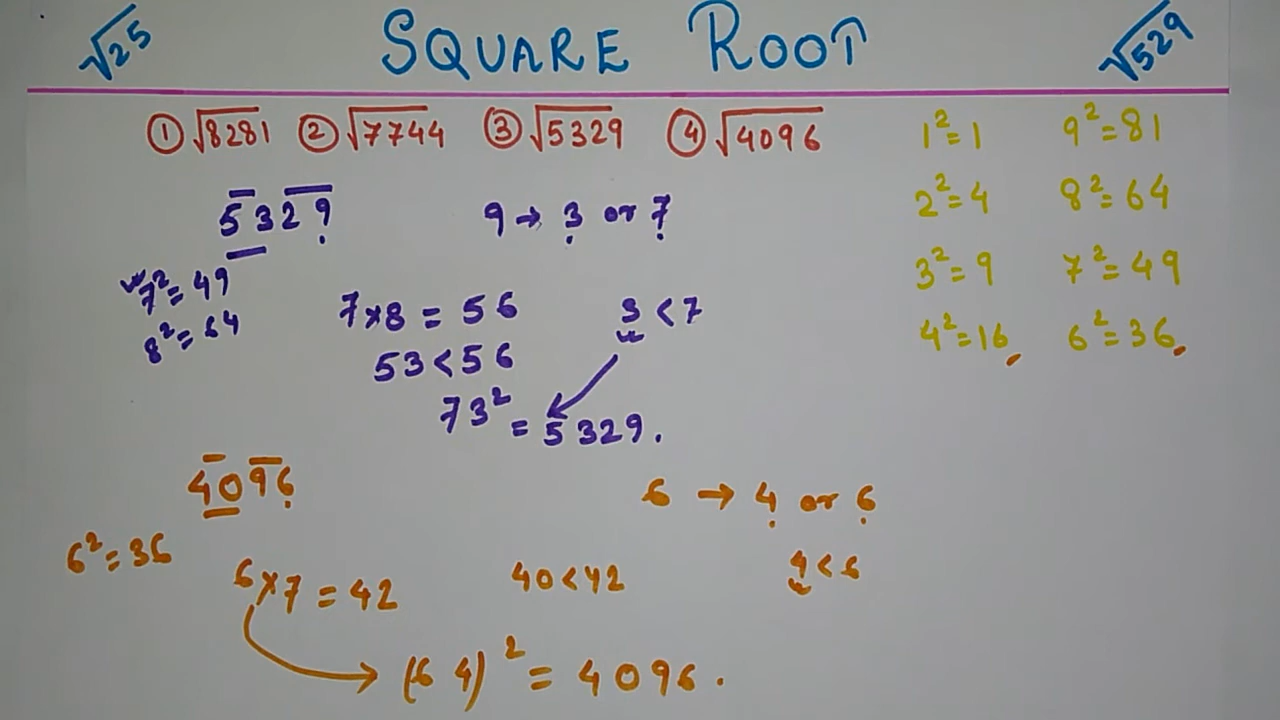 √25 SQUARE ROOT √529
① √8281 ② √7744 ③ √5329 ④ √4096
1²=1 9²=81
2²=4 8²=64
3²=9 7²=49
4²=16 6²=36
5329 9 → 3 or 7
7²=49
8²=64
7×8=56 3<7
53<56
73²
=5329.
4096 6 → 4 or 6
6²=36
6×7=42 40<42 4<6
(64)²=4096.